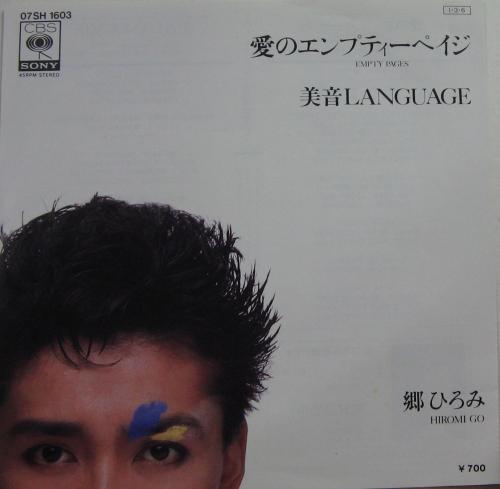 07SH 1603
CBS
SONY
45RPM STEREO
I・3・6
愛のエンプティーペイジ
EMPTY PAGES
美音LANGUAGE
郷ひろみ
HIROMI GO
¥700